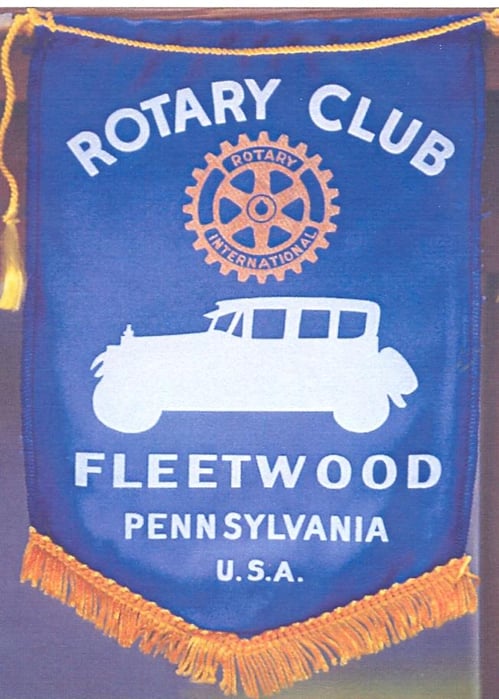 ROTARY CLUB
ROTARY
INTERNATIONAL
FLEETWOOD
PENNSYLVANIA
U.S.A.